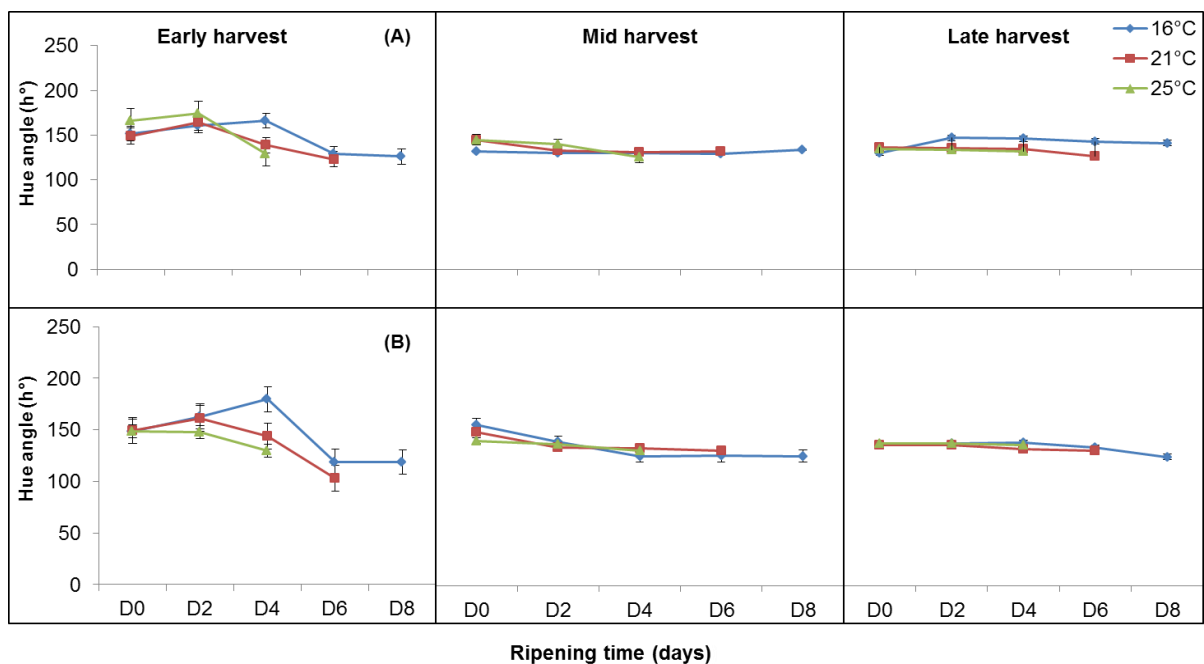 Early harvest
(A)
Mid harvest
Late harvest
16°C
21°C
25°C
Hue angle (h°)
250
200
150
100
50
0
(B)
Hue angle (h°)
250
200
150
100
50
0
D0 D2 D4 D6 D8
D0 D2 D4 D6 D8
D0 D2 D4 D6 D8
Ripening time (days)